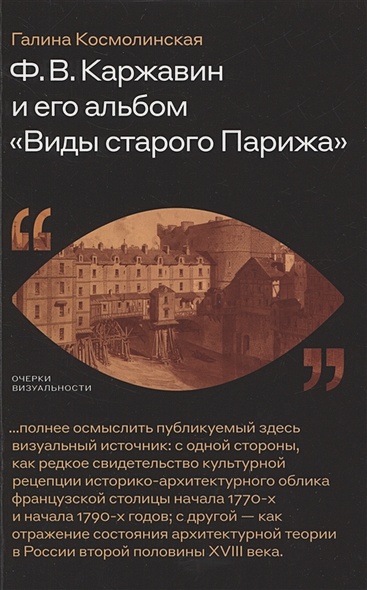 Галина Космолинская
Ф. В. Каржавин
и его альбом
«Виды старого Парижа»
“
ОЧЕРКИ
ВИЗУАЛЬНОСТИ
”
...полнее осмыслить публикуемый здесь
визуальный источник: с одной стороны,
как редкое свидетельство культурной
рецепции историко-архитектурного облика
французской столицы начала 1770-х
и начала 1790-х годов; с другой — как
отражение состояния архитектурной теории
в России второй половины XVIII века.